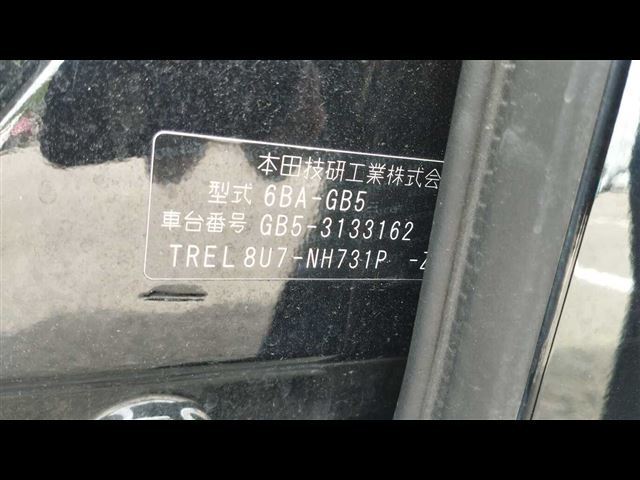 本田技研工業株式会
型式 6BA-GB5
車台番号 GB5-3133162
TREL 8U7-NH731P -Z